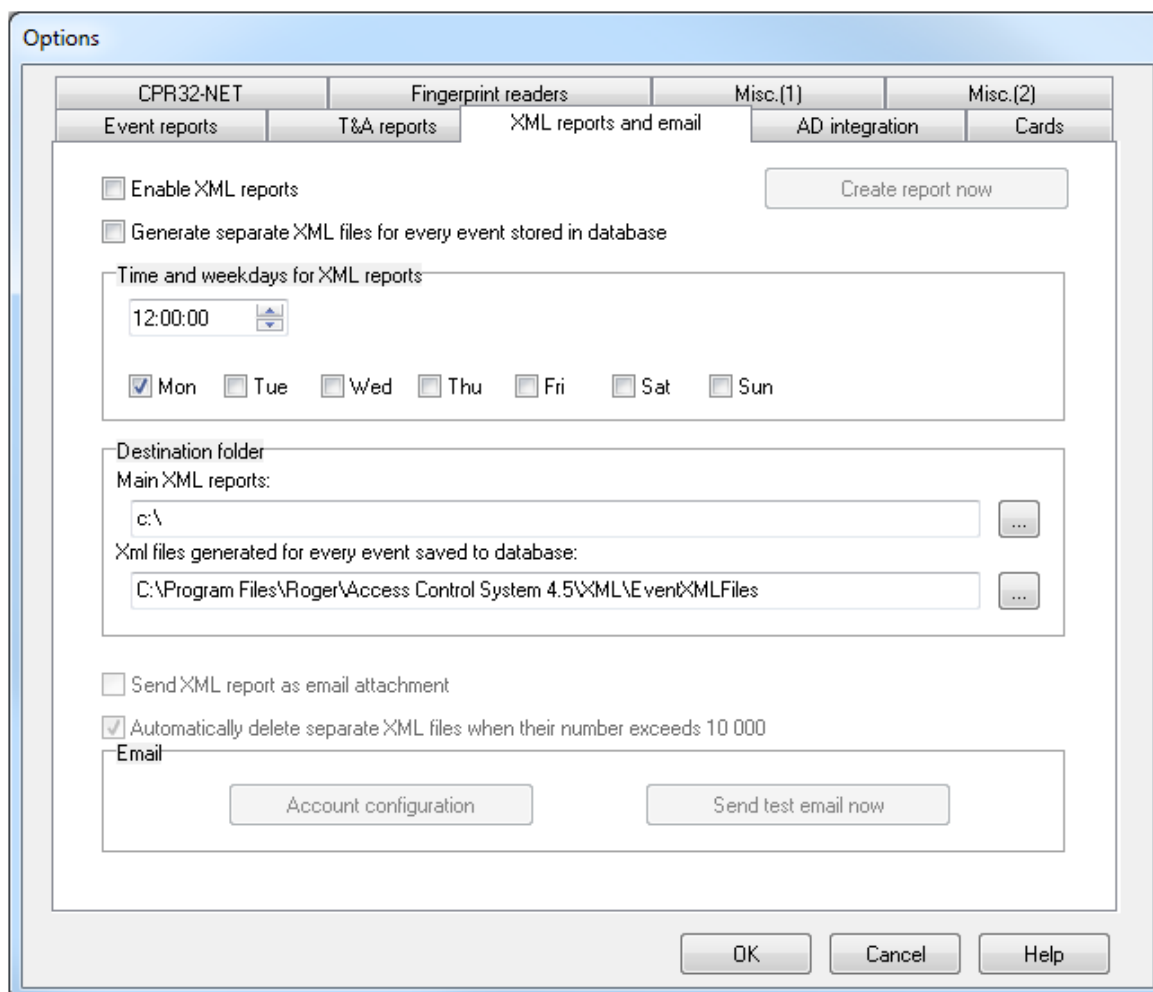 Options
CPR32-NET Fingerprint readers Misc.(1) Misc.(2)
Event reports T&A reports XML reports and email AD integration Cards
Enable XML reports Create report now
Generate separate XML files for every event stored in database
Time and weekdays for XML reports
12:00:00
Mon Tue Wed Thu Fri Sat Sun
Destination folder
Main XML reports:
c:\ ...
Xml files generated for every event saved to database:
C:\Program Files\Roger\Access Control System 4.5\XML\EventXMLFiles ...
Send XML report as email attachment
Automatically delete separate XML files when their number exceeds 10 000
Email
Account configuration Send test email now
OK Cancel Help